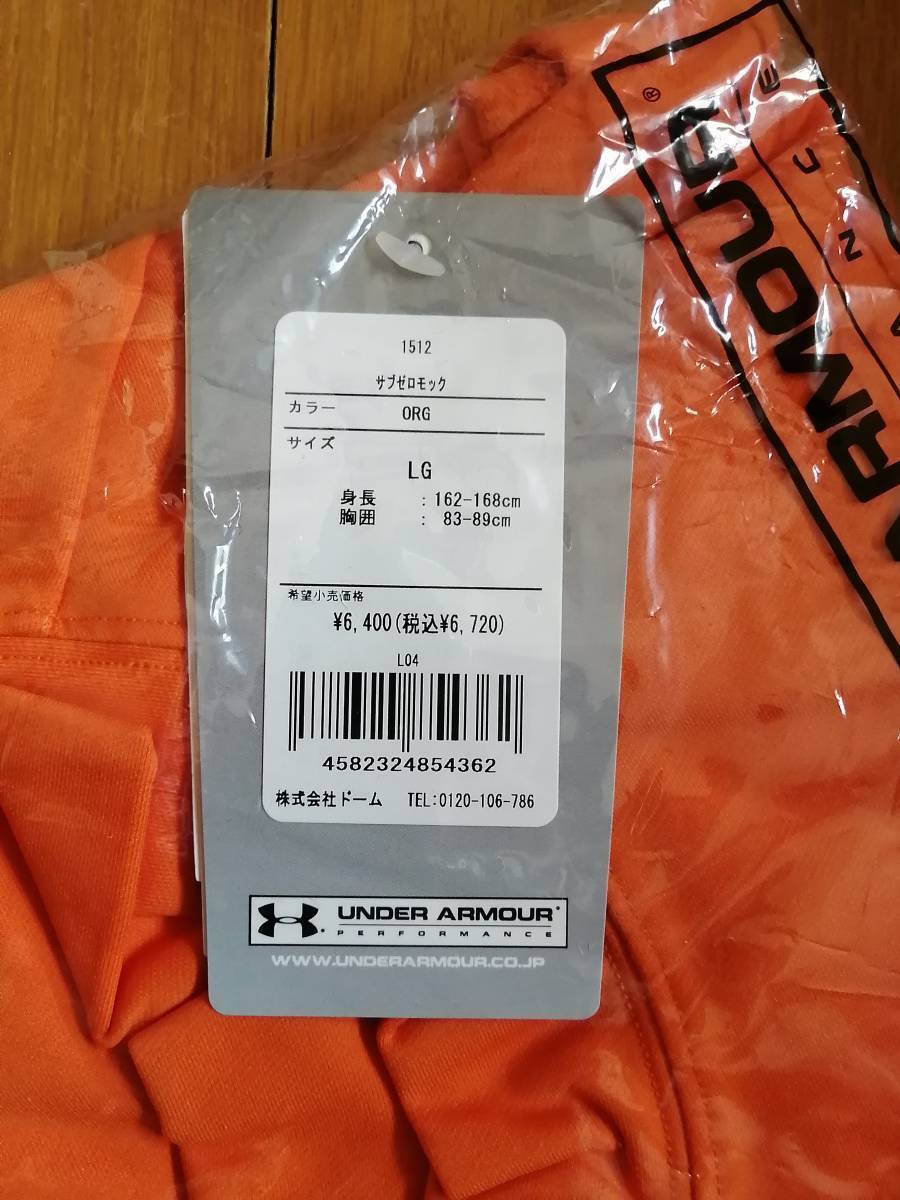 1512
サブゼロモック
カラー ORG
サイズ
LG
身長 : 162-168cm
胸囲 : 83-89cm
希望小売価格
¥6,400(税込¥6,720)
L04
4582324854362
株式会社ドーム TEL:0120-106-786
UNDER ARMOUR®
PERFORMANCE
WWW.UNDERARMOUR.CO.JP
ARMOUR®